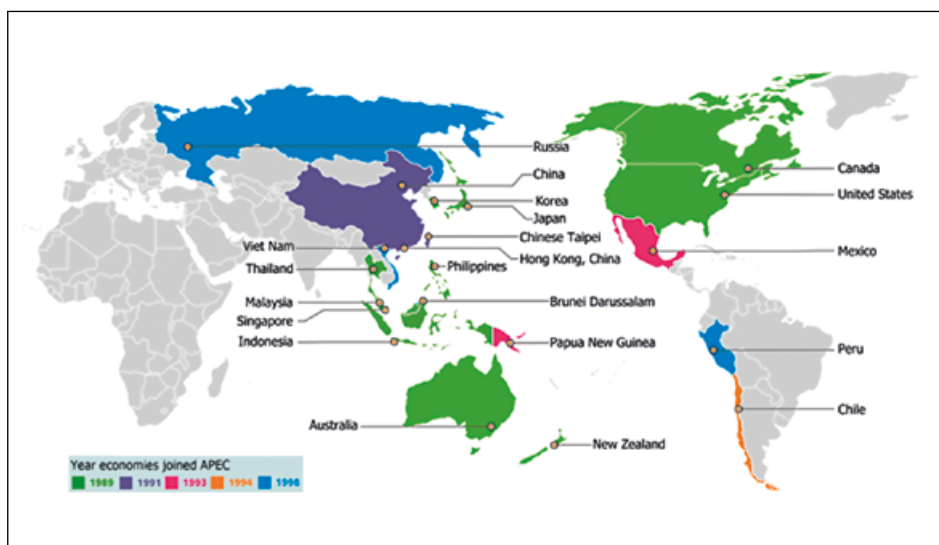 Russia
China
Canada
Korea
United States
Japan
Chinese Taipei
Viet Nam
Hong Kong, China
Mexico
Thailand
Philippines
Malaysia
Brunei Darussalam
Singapore
Indonesia
Papua New Guinea
Peru
Chile
Australia
New Zealand
Year economies joined APEC
1989 1991 1993 1994 1998